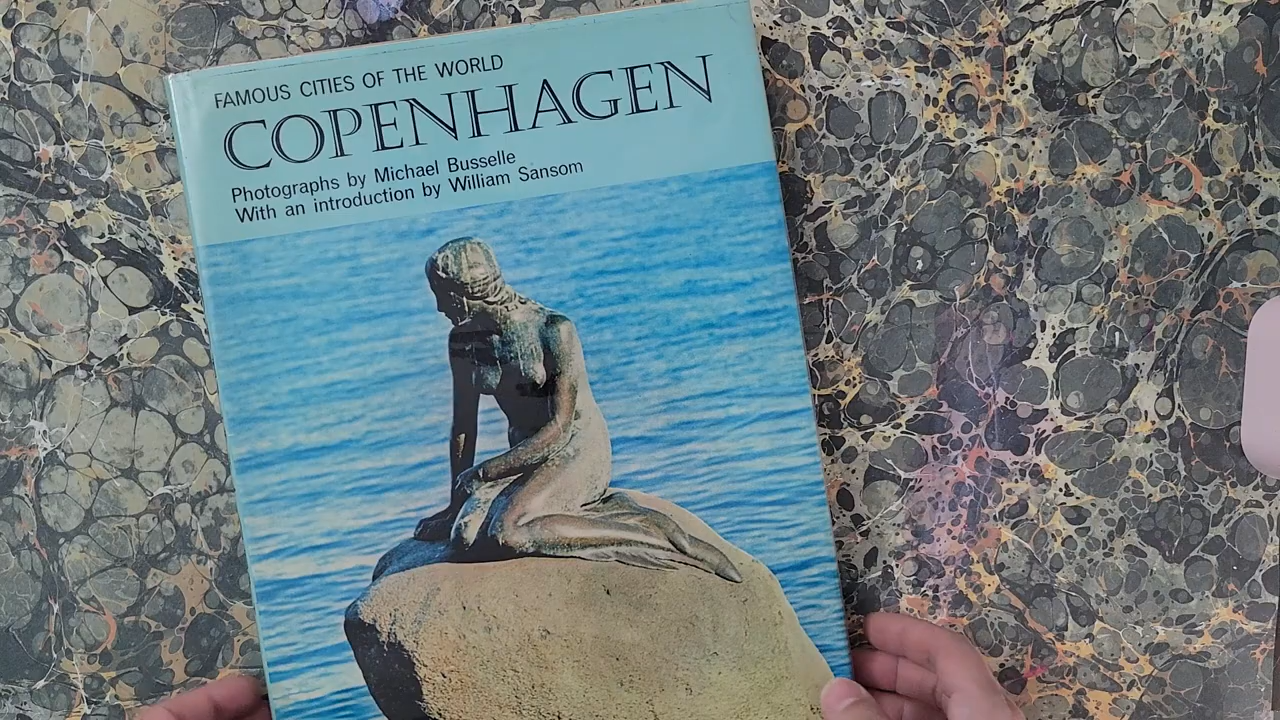 FAMOUS CITIES OF THE WORLD
COPENHAGEN
Photographs by Michael Busselle
With an introduction by William Sansom